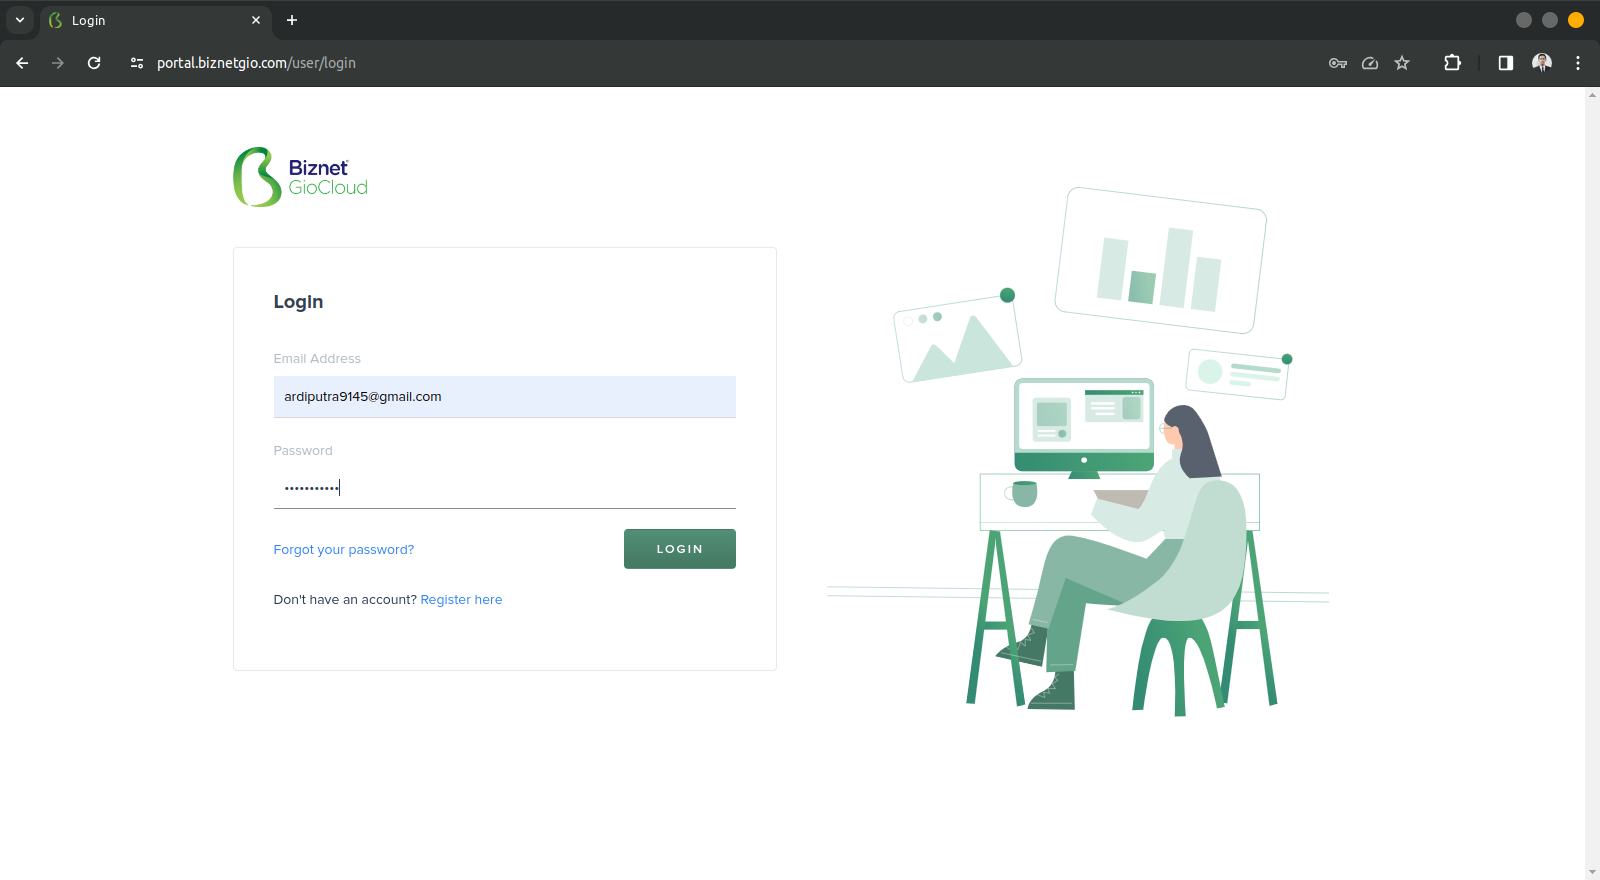 Login
portal.biznetgio.com/user/login
Biznet
GioCloud
Login
Email Address
ardiputra9145@gmail.com
Password
•••••••••••
Forgot your password?
LOGIN
Don't have an account? Register here